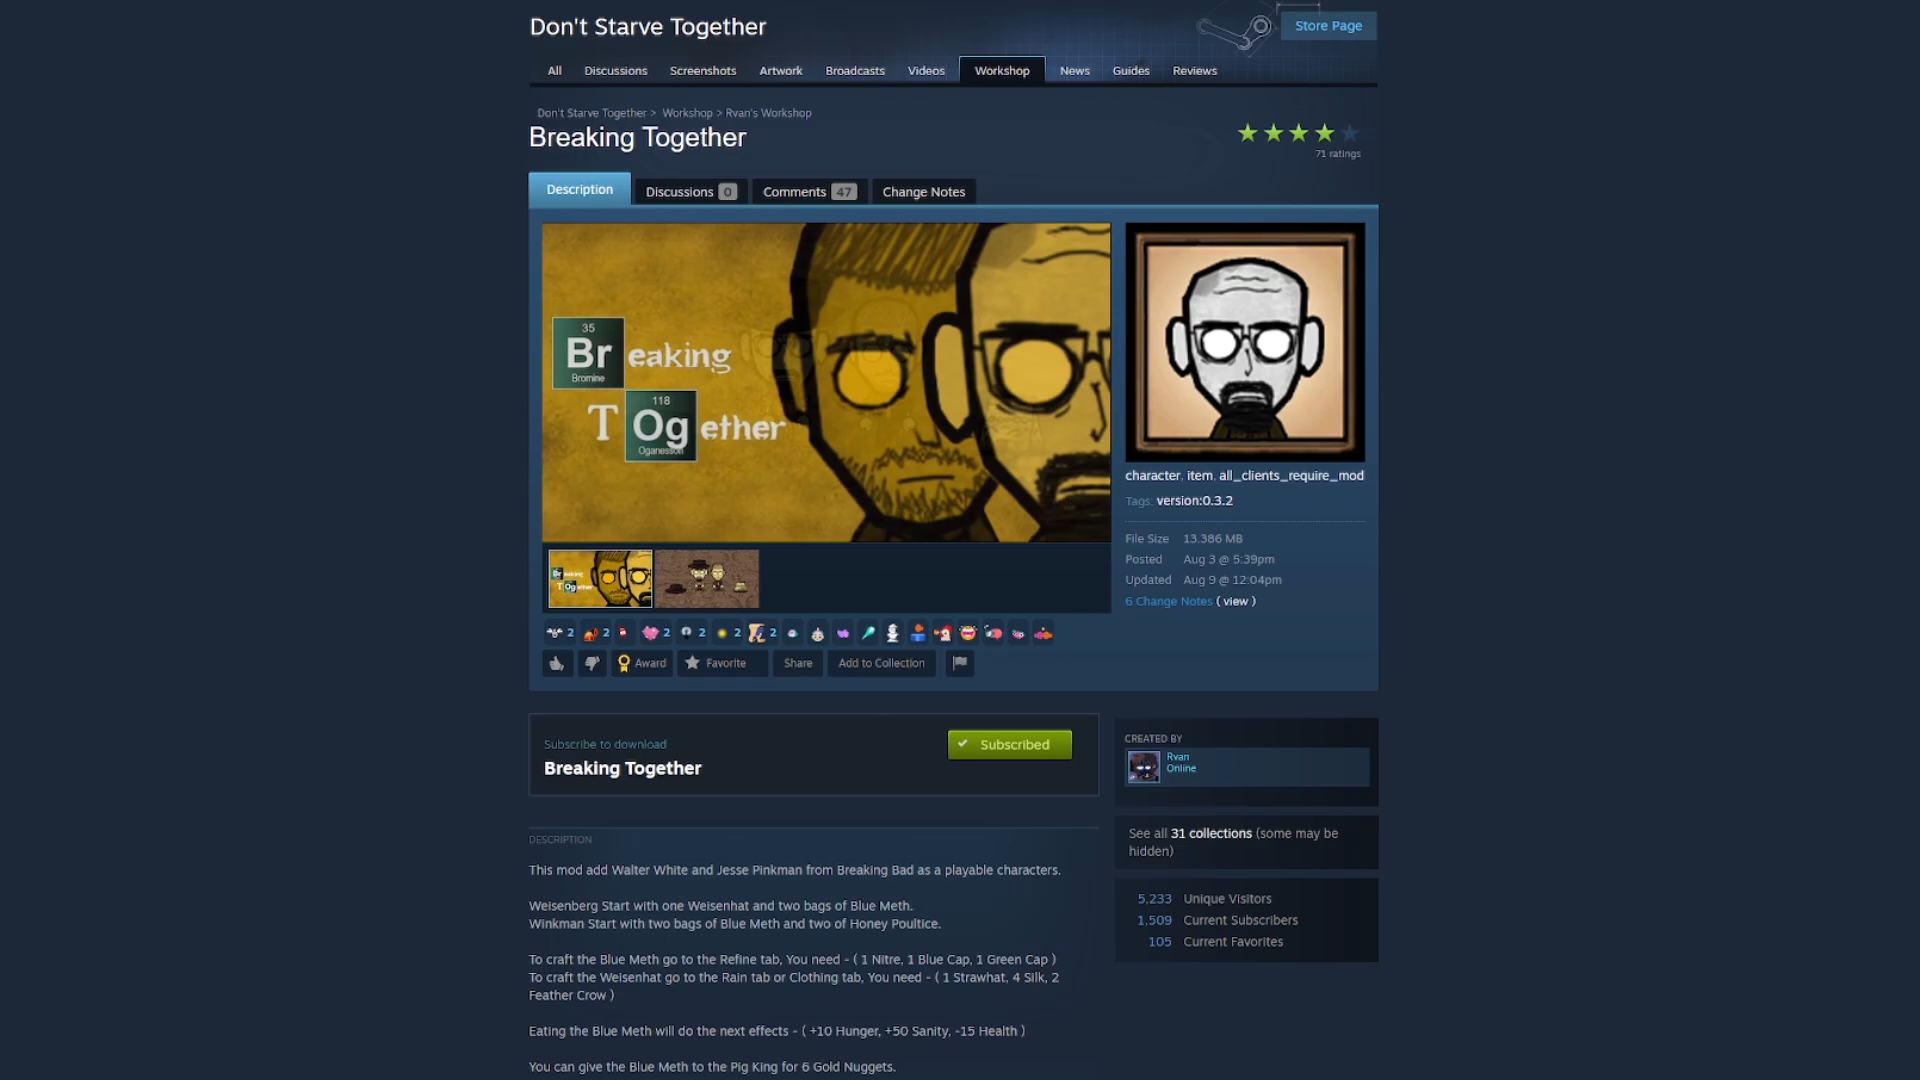 Don't Starve Together
Store Page
All Discussions Screenshots Artwork Broadcasts Videos Workshop News Guides Reviews
Don't Starve Together > Workshop > Rvan's Workshop
Breaking Together
71 ratings
Description Discussions 0 Comments 47 Change Notes
35
Br eaking
Bromine
118
T Og ether
Oganesson
character, item, all_clients_require_mod
Tags: version:0.3.2
File Size 13.386 MB
Posted Aug 3 @ 5:39pm
Updated Aug 9 @ 12:04pm
6 Change Notes ( view )
2 2 2 2 2 2
Award Favorite Share Add to Collection
Subscribe to download
Breaking Together
Subscribed
CREATED BY
Rvan
Online
See all 31 collections (some may be
hidden)
5,233 Unique Visitors
1,509 Current Subscribers
105 Current Favorites
DESCRIPTION
This mod add Walter White and Jesse Pinkman from Breaking Bad as a playable characters.
Weisenberg Start with one Weisenhat and two bags of Blue Meth.
Winkman Start with two bags of Blue Meth and two of Honey Poultice.
To craft the Blue Meth go to the Refine tab, You need - ( 1 Nitre, 1 Blue Cap, 1 Green Cap )
To craft the Weisenhat go to the Rain tab or Clothing tab, You need - ( 1 Strawhat, 4 Silk, 2
Feather Crow )
Eating the Blue Meth will do the next effects - ( +10 Hunger, +50 Sanity, -15 Health )
You can give the Blue Meth to the Pig King for 6 Gold Nuggets.